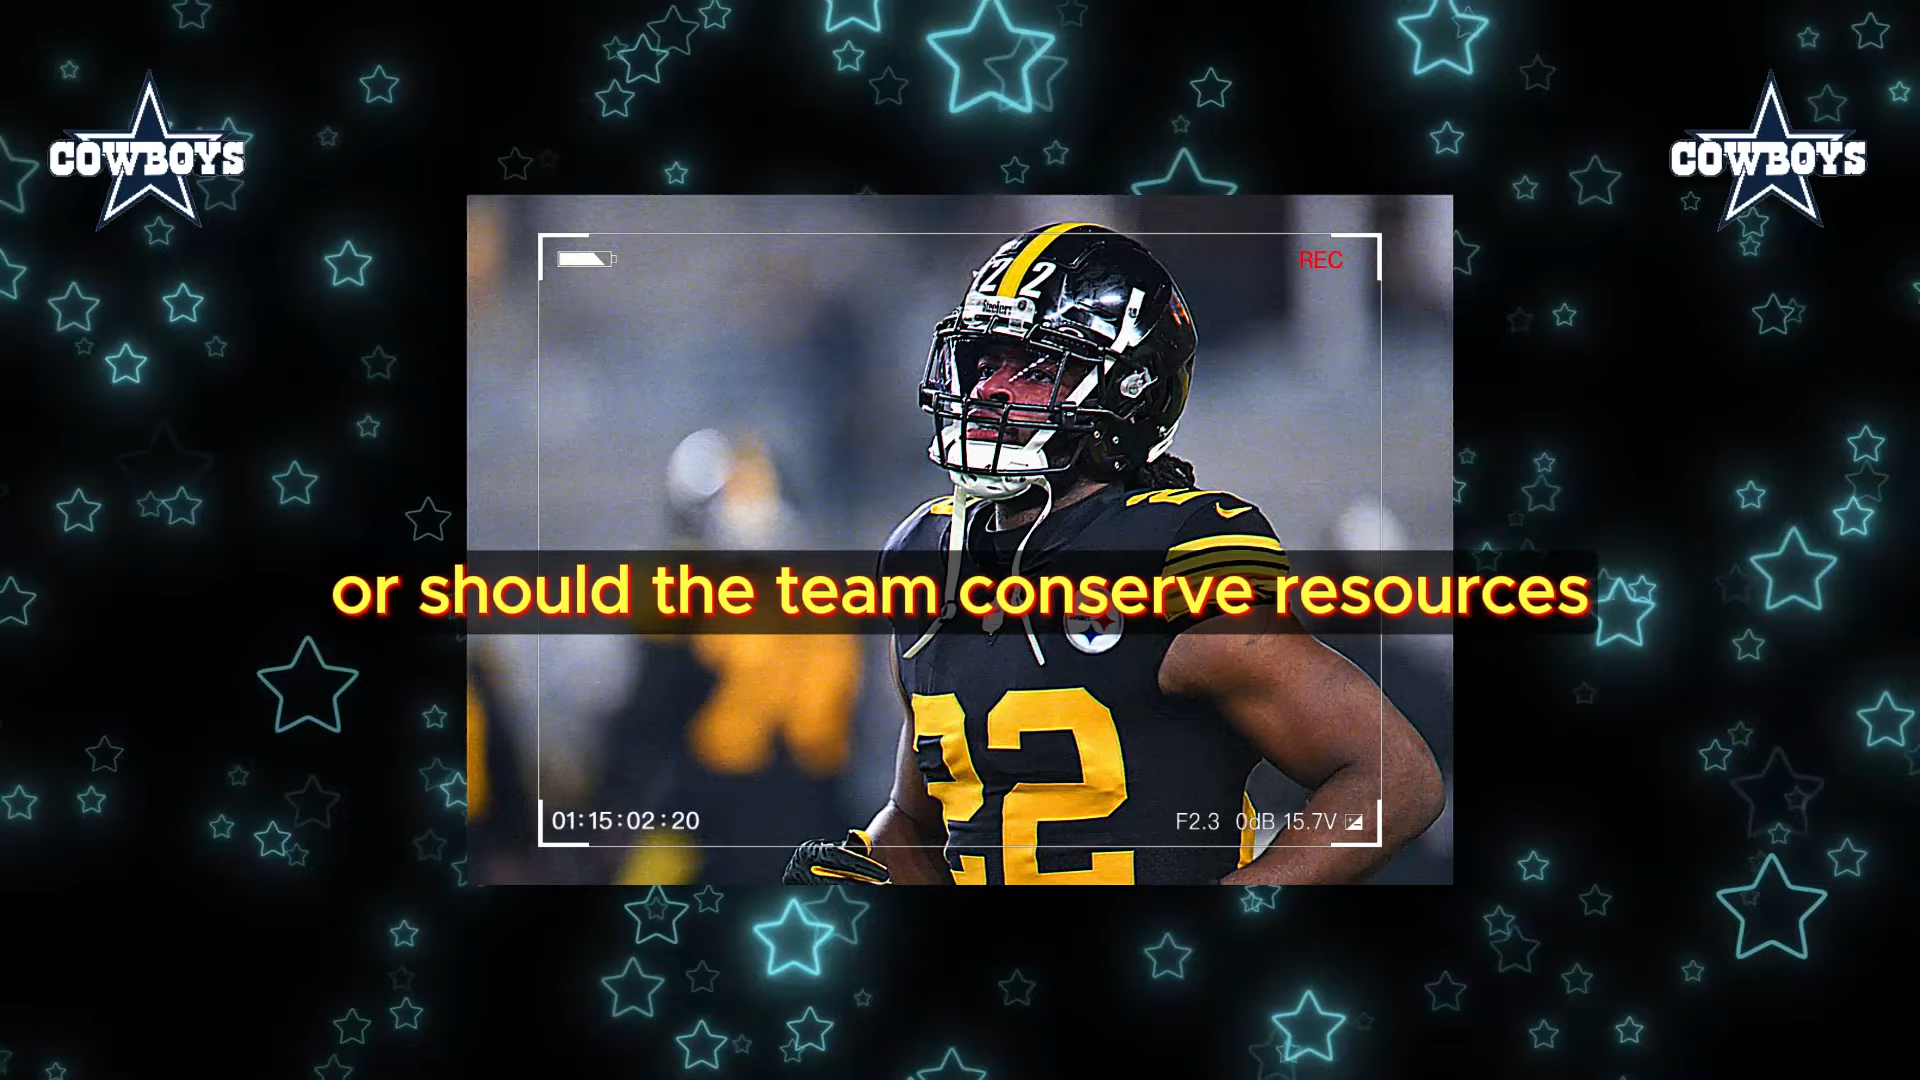 COWBOYS
COWBOYS
REC
22
Steelers
or should the team conserve resources
22
01:15:02:20
F2.3 0dB 15.7V